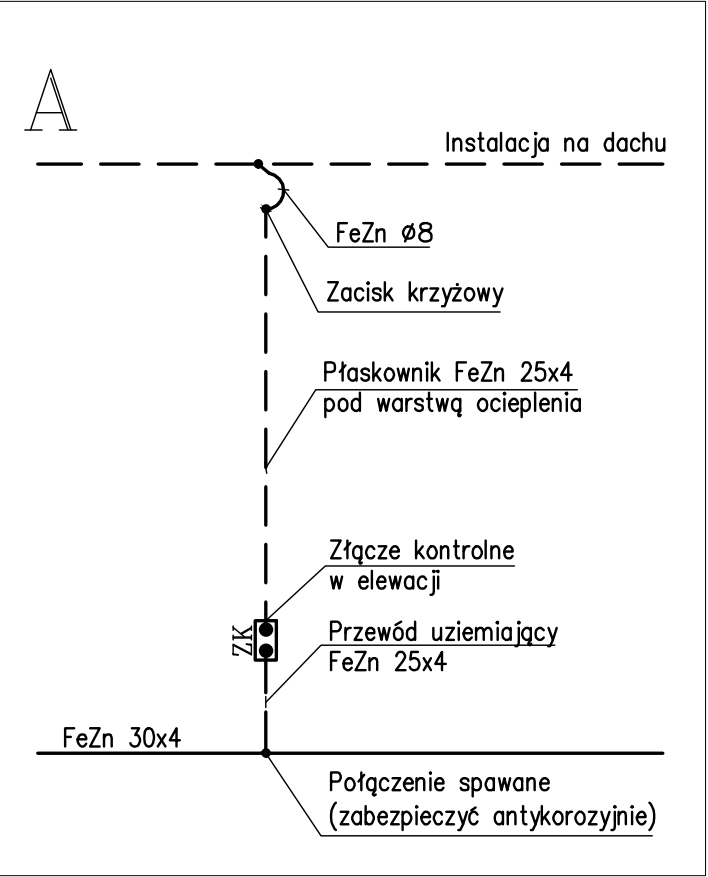 A
Instalacja na dachu
FeZn Ø8
Zacisk krzyżowy
Płaskownik FeZn 25x4
pod warstwą ocieplenia
Złącze kontrolne
w elewacji
ZK
Przewód uziemiający
FeZn 25x4
FeZn 30x4
Połączenie spawane
(zabezpieczyć antykorozyjnie)